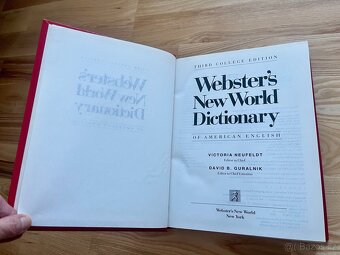 THIRD COLLEGE EDITION
Webster's
New World
Dictionary
OF AMERICAN ENGLISH
VICTORIA NEUFELDT
Editor in Chief
DAVID B. GURALNIK
Editor in Chief Emeritus
Webster's New World
New York